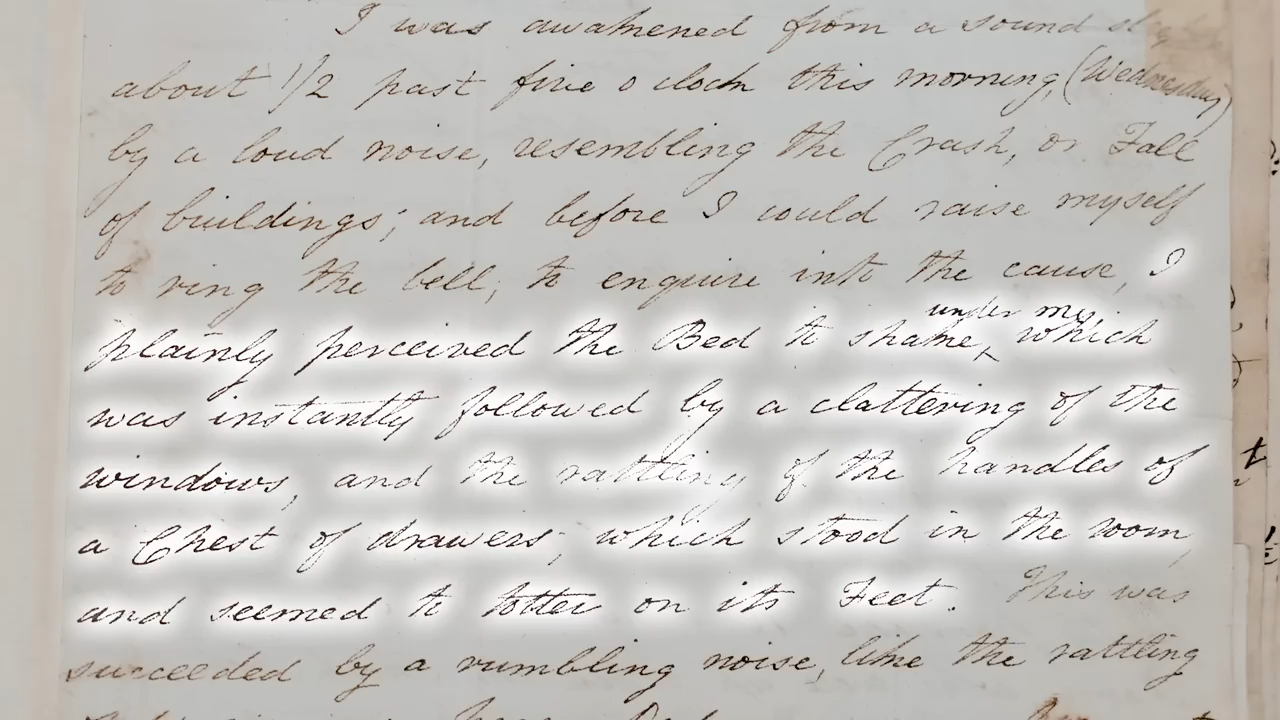 I was awakened from a sound sleep
about 1/2 past five o clock this morning, (Wednesday)
by a loud noise, resembling the Crash, or Fall
of buildings; and before I could raise myself
to ring the bell, to enquire into the cause, I
under me,
plainly perceived the Bed to shake, ‸ which
was instantly followed by a clattering of the
windows, and the rattling of the handles of
a Chest of drawers, which stood in the room,
and seemed to totter on its Feet. This was
succeeded by a rumbling noise, like the rattling